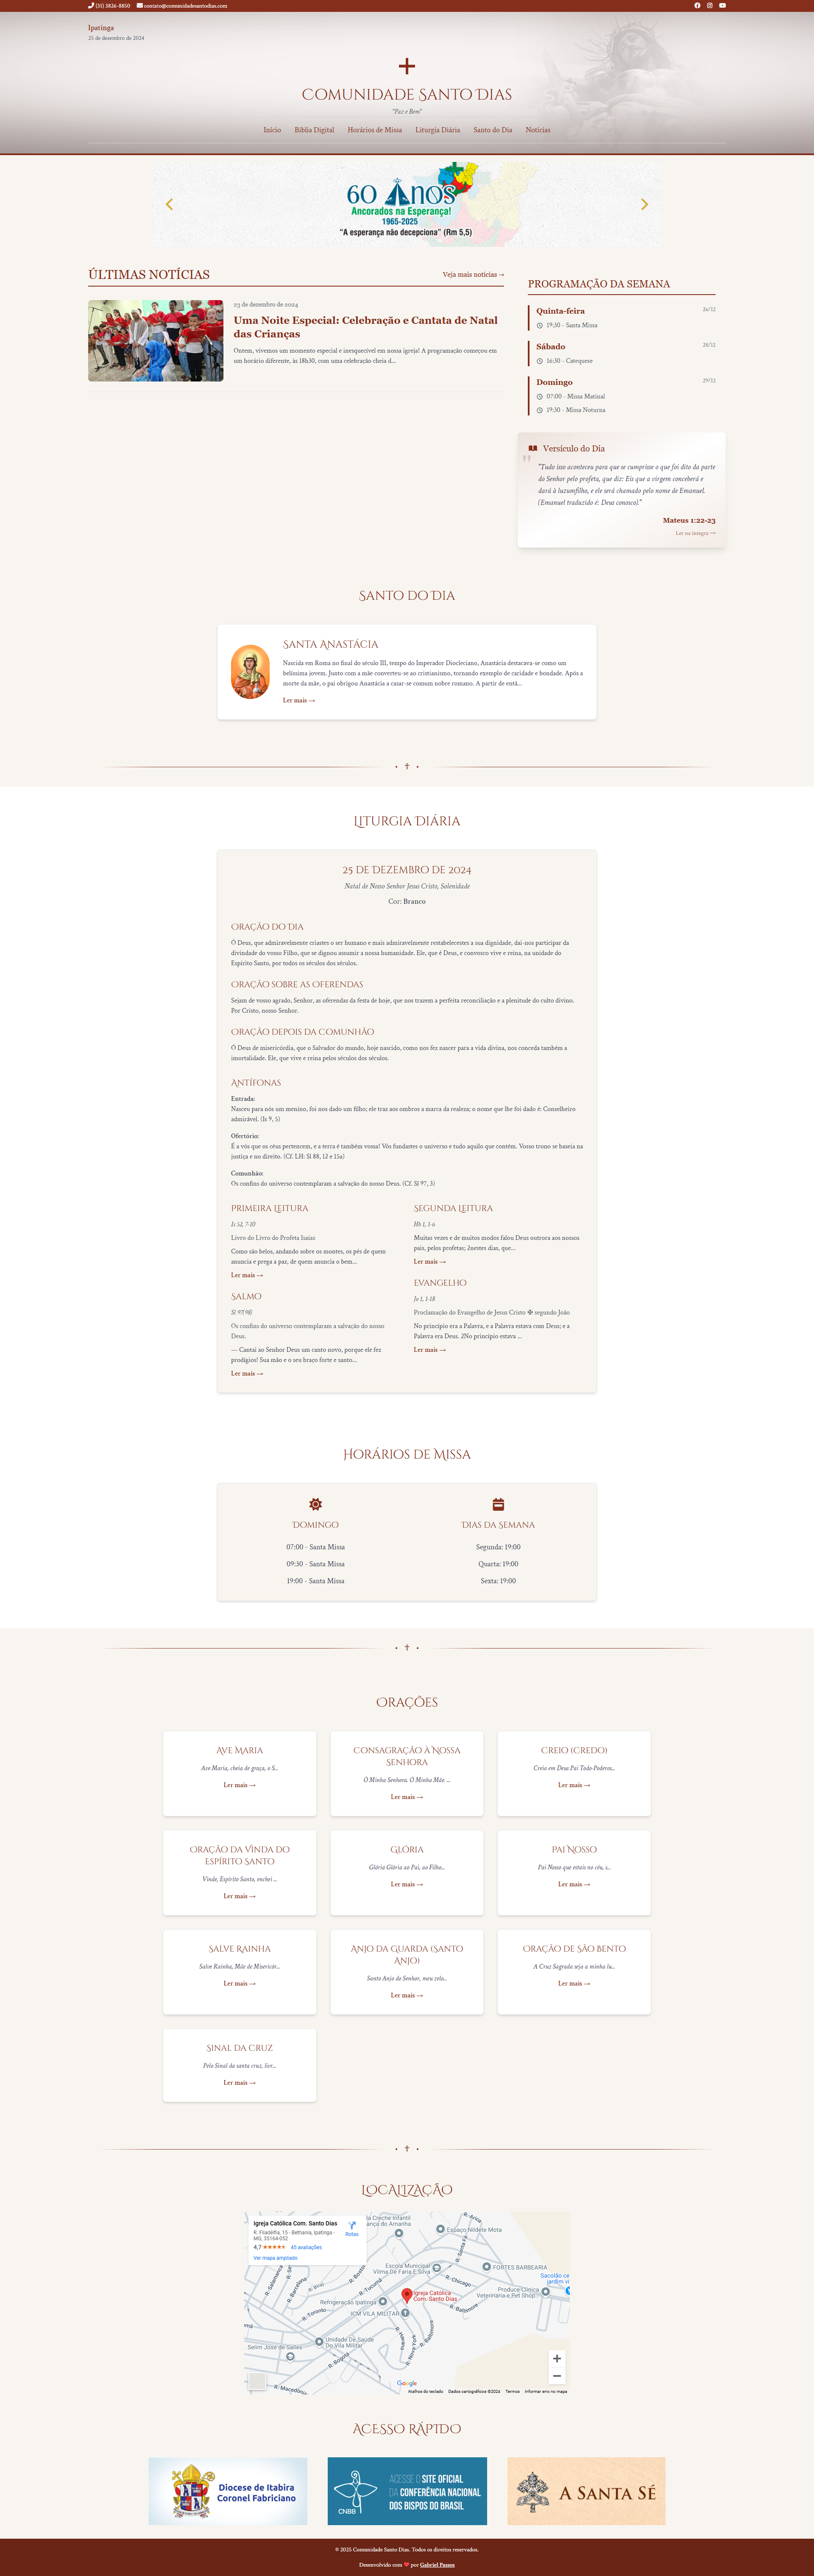 (31) 3826-8850 contato@comunidadesantodias.com
Ipatinga
25 de dezembro de 2024
Comunidade Santo Dias
"Paz e Bem"
Início Bíblia Digital Horários de Missa Liturgia Diária Santo do Dia Notícias
60 Anos
Ancorados na Esperança!
1965-2025
"A esperança não decepciona" (Rm 5,5)
ÚLTIMAS NOTÍCIAS
Veja mais notícias →
23 de dezembro de 2024
Uma Noite Especial: Celebração e Cantata de Natal
das Crianças
Ontem, vivemos um momento especial e inesquecível em nossa igreja! A programação começou em
um horário diferente, às 18h30, com uma celebração cheia d...
PROGRAMAÇÃO DA SEMANA
Quinta-feira 26/12
19:30 - Santa Missa
Sábado 28/12
16:30 - Catequese
Domingo 29/12
07:00 - Missa Matinal
19:30 - Missa Noturna
Versículo do Dia
"Tudo isso aconteceu para que se cumprisse o que foi dito da parte
do Senhor pelo profeta, que diz: Eis que a virgem conceberá e
dará à luzumfilho, e ele será chamado pelo nome de Emanuel.
(Emanuel traduzido é: Deus conosco)."
Mateus 1:22-23
Ler na íntegra →
Santo do Dia
Santa Anastácia
Nascida em Roma no final do século III, tempo do Imperador Diocleciano, Anastácia destacava-se como um
belíssima jovem. Junto com a mãe converteu-se ao cristianismo, tornando exemplo de caridade e bondade. Após a
morte da mãe, o pai obrigou Anastácia a casar-se comum nobre romano. A partir de entã...
Ler mais →
Liturgia Diária
25 de Dezembro de 2024
Natal de Nosso Senhor Jesus Cristo, Solenidade
Cor: Branco
Oração do Dia
Ó Deus, que admiravelmente criastes o ser humano e mais admiravelmente restabelecestes a sua dignidade, dai-nos participar da
divindade do vosso Filho, que se dignou assumir a nossa humanidade. Ele, que é Deus, e convosco vive e reina, na unidade do
Espírito Santo, por todos os séculos dos séculos.
Oração sobre as Oferendas
Sejam de vosso agrado, Senhor, as oferendas da festa de hoje, que nos trazem a perfeita reconciliação e a plenitude do culto divino.
Por Cristo, nosso Senhor.
Oração depois da Comunhão
Ó Deus de misericórdia, que o Salvador do mundo, hoje nascido, como nos fez nascer para a vida divina, nos conceda também a
imortalidade. Ele, que vive e reina pelos séculos dos séculos.
Antífonas
Entrada:
Nasceu para nós um menino, foi nos dado um filho; ele traz aos ombros a marca da realeza; o nome que lhe foi dado é: Conselheiro
admirável. (Is 9, 5)
Ofertório:
É a vós que os céus pertencem, e a terra é também vossa! Vós fundastes o universo e tudo aquilo que contém. Vosso trono se baseia na
justiça e no direito. (Cf. LH: Sl 88, 12 e 15a)
Comunhão:
Os confins do universo contemplaram a salvação do nosso Deus. (Cf. Sl 97, 3)
Primeira Leitura
Is 52, 7-10
Livro do Livro do Profeta Isaías
Como são belos, andando sobre os montes, os pés de quem
anuncia e prega a paz, de quem anuncia o bem...
Ler mais →
Salmo
Sl 97(98)
Os confins do universo contemplaram a salvação do nosso
Deus.
— Cantai ao Senhor Deus um canto novo, porque ele fez
prodígios! Sua mão e o seu braço forte e santo...
Ler mais →
Segunda Leitura
Hb 1, 1-6
Muitas vezes e de muitos modos falou Deus outrora aos nossos
pais, pelos profetas; 2nestes dias, que...
Ler mais →
Evangelho
Jo 1, 1-18
Proclamação do Evangelho de Jesus Cristo ✠ segundo João
No princípio era a Palavra, e a Palavra estava com Deus; e a
Palavra era Deus. 2No princípio estava ...
Ler mais →
Horários de Missa
Domingo
07:00 - Santa Missa
09:30 - Santa Missa
19:00 - Santa Missa
Dias da Semana
Segunda: 19:00
Quarta: 19:00
Sexta: 19:00
Orações
Ave Maria
Ave Maria, cheia de graça, o S...
Ler mais →
Consagração à Nossa
Senhora
Ó Minha Senhora, Ó Minha Mãe, ...
Ler mais →
Creio (Credo)
Creio em Deus Pai Todo-Poderos...
Ler mais →
Oração da Vinda do
Espírito Santo
Vinde, Espírito Santo, enchei ...
Ler mais →
Glória
Glória Glória ao Pai, ao Filho...
Ler mais →
Pai Nosso
Pai Nosso que estais no céu, s...
Ler mais →
Salve Rainha
Salve Rainha, Mãe de Misericór...
Ler mais →
Anjo da Guarda (Santo
Anjo)
Santo Anjo do Senhor, meu zelo...
Ler mais →
Oração de São Bento
A Cruz Sagrada seja a minha lu...
Ler mais →
Sinal da Cruz
Pelo Sinal da santa cruz, livr...
Ler mais →
Localização
Igreja Católica Com. Santo Dias
R. Filadélfia, 15 - Bethania, Ipatinga -
MG, 35164-052
Rotas
4,7 45 avaliações
Ver mapa ampliado
Espaço Nildete Mota
Escola Municipal
Vilma De Faria E Silva
FORTES BARBEARIA
R. Chicago
Produce Clínica
Veterinária e Pet Shop
Igreja Católica
Com. Santo Dias
Refrigeração Ipatinga
ICM VILA MILITAR
R. Toronto
R. Baltimore
Unidade De Saúde
Do Vila Militar
Selim José de Sales
R. Bogotá
R. Nova York
R. Macedônia
Google
Atalhos do teclado Dados cartográficos ©2026 Termos Informar erro no mapa
Acesso Rápido
Diocese de Itabira
Coronel Fabriciano
CNBB
ACESSE O SITE OFICIAL
DA CONFERÊNCIA NACIONAL
DOS BISPOS DO BRASIL
A SANTA SÉ
© 2025 Comunidade Santo Dias. Todos os direitos reservados.
Desenvolvido com ❤ por Gabriel Passos